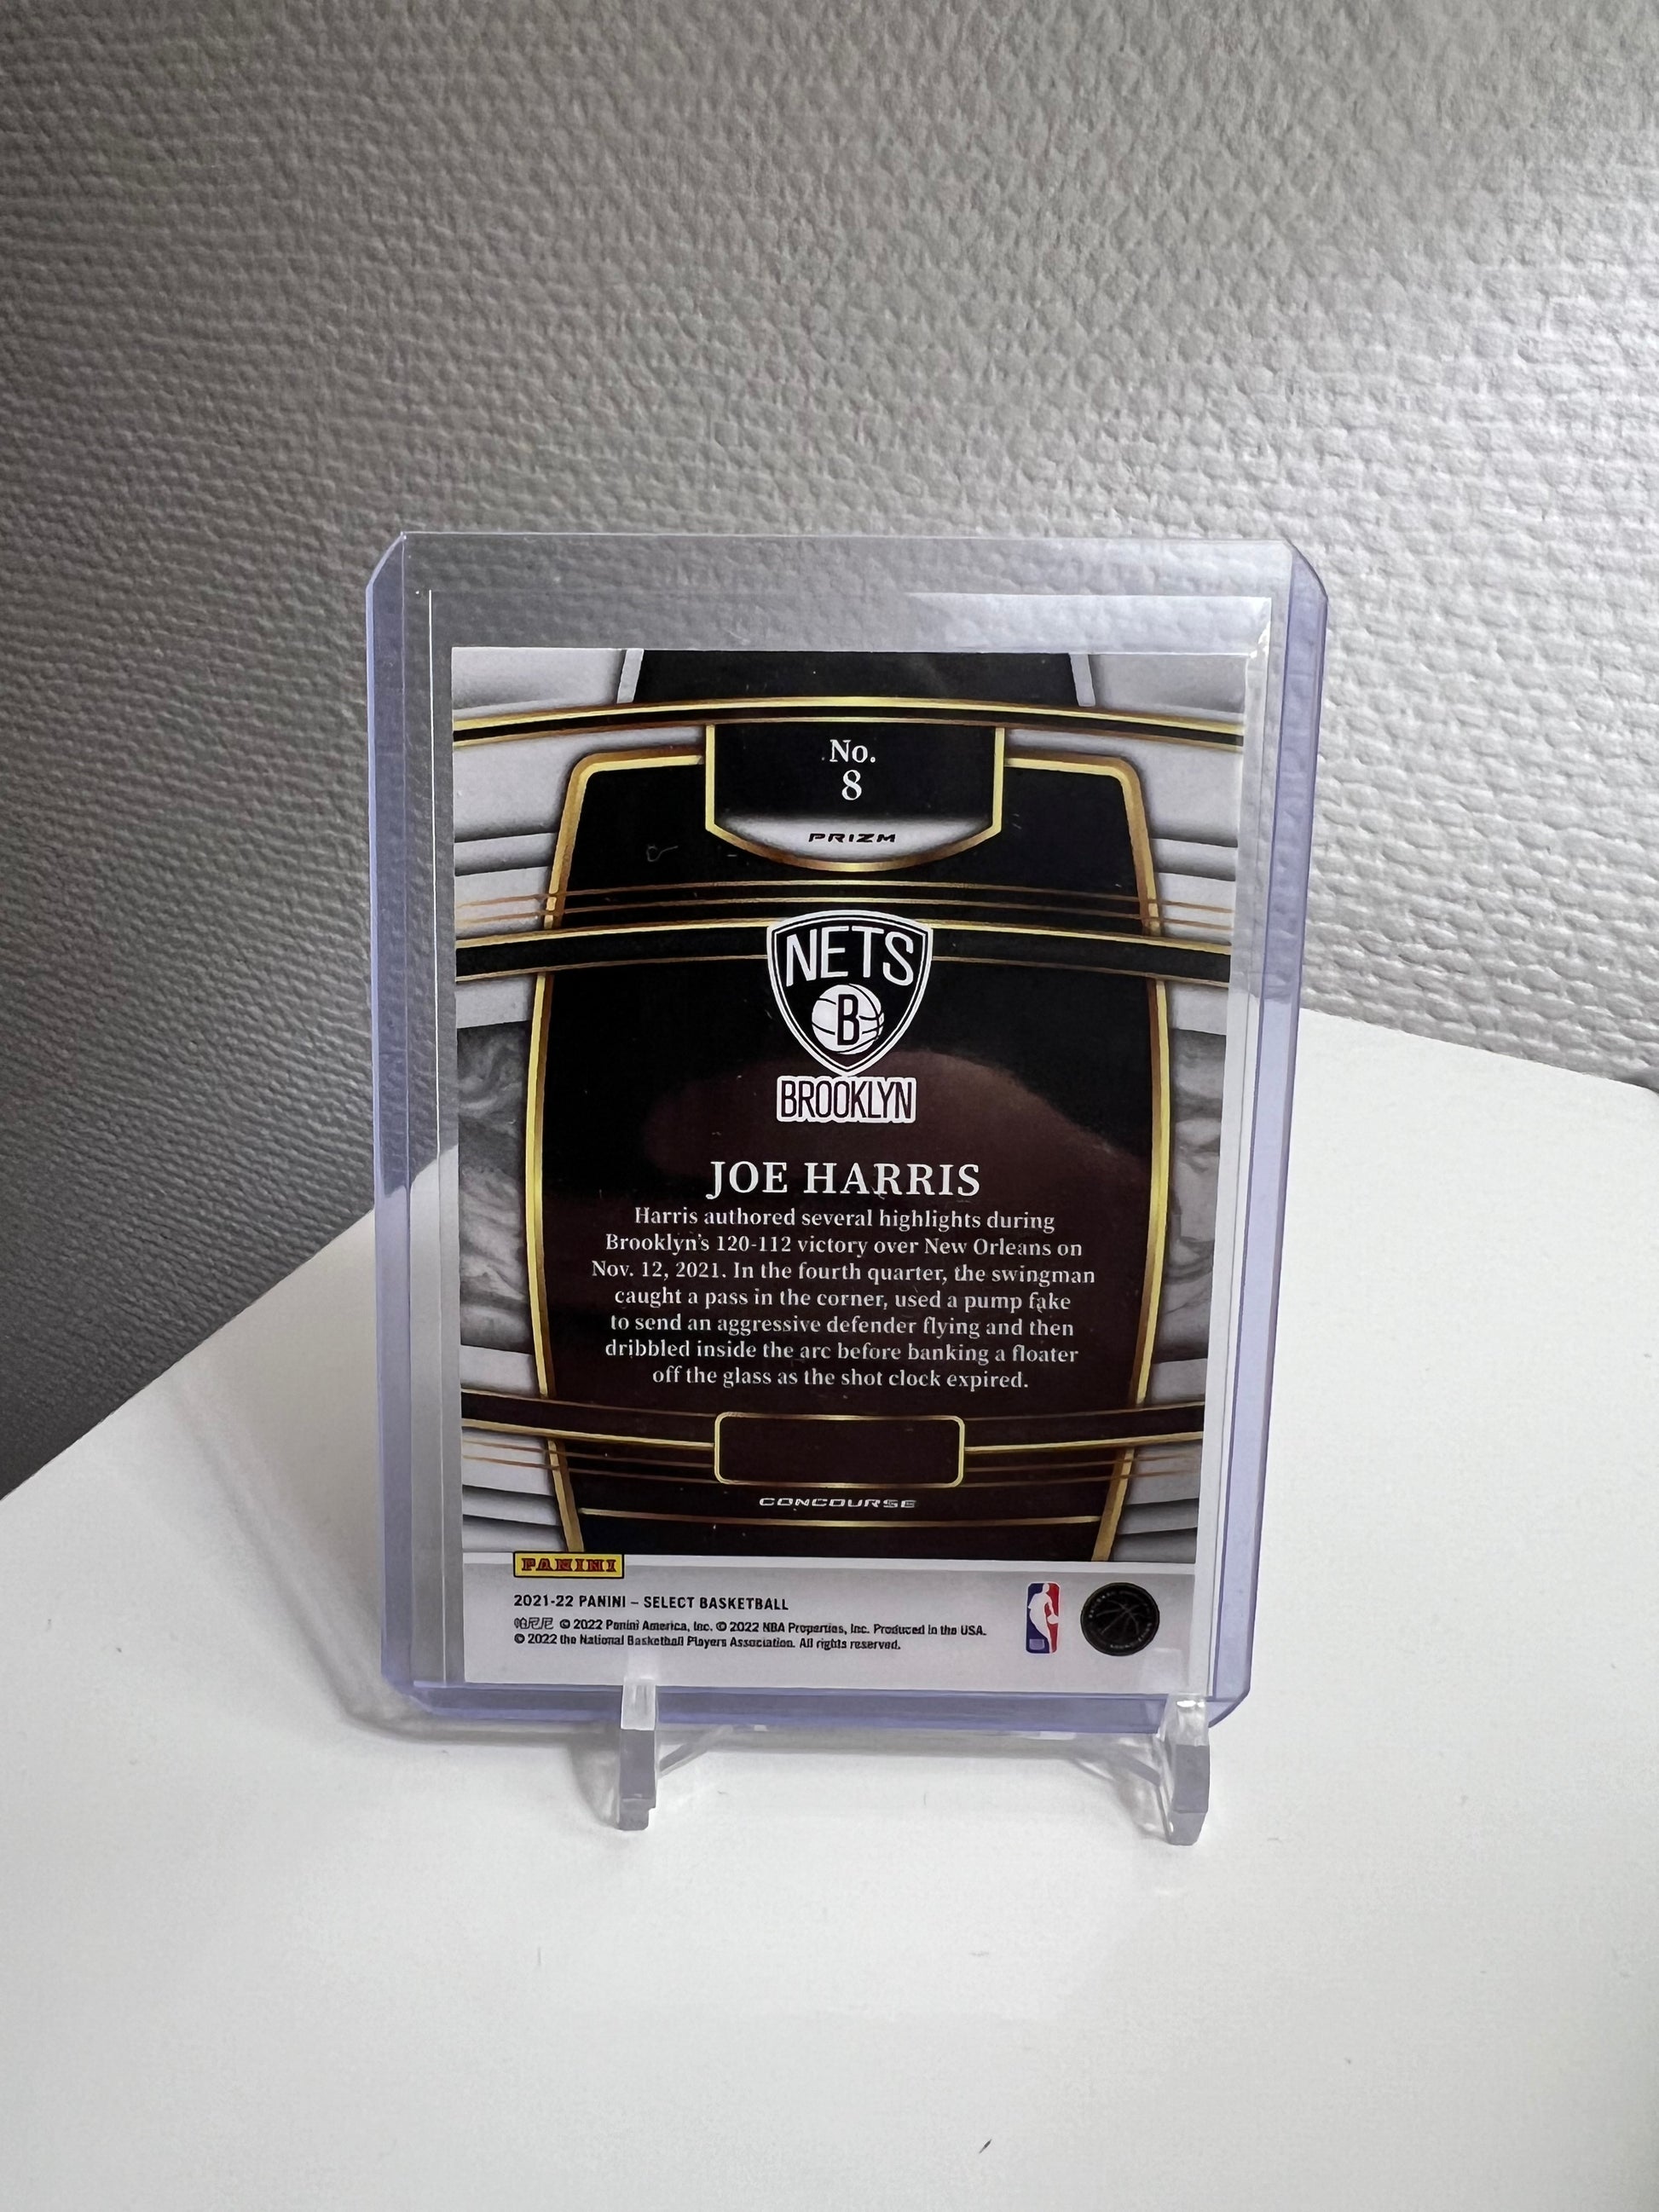 No.
8
PRIZM
NETS
B
BROOKLYN
JOE HARRIS
Harris authored several highlights during
Brooklyn's 120-112 victory over New Orleans on
Nov. 12, 2021. In the fourth quarter, the swingman
caught a pass in the corner, used a pump fake
to send an aggressive defender flying and then
dribbled inside the arc before banking a floater
off the glass as the shot clock expired.
CONCOURSE
PANINI
2021-22 PANINI – SELECT BASKETBALL
帕尼尼 © 2022 Panini America, Inc. © 2022 NBA Properties, Inc. Produced in the USA.
© 2022 the National Basketball Players Association. All rights reserved.